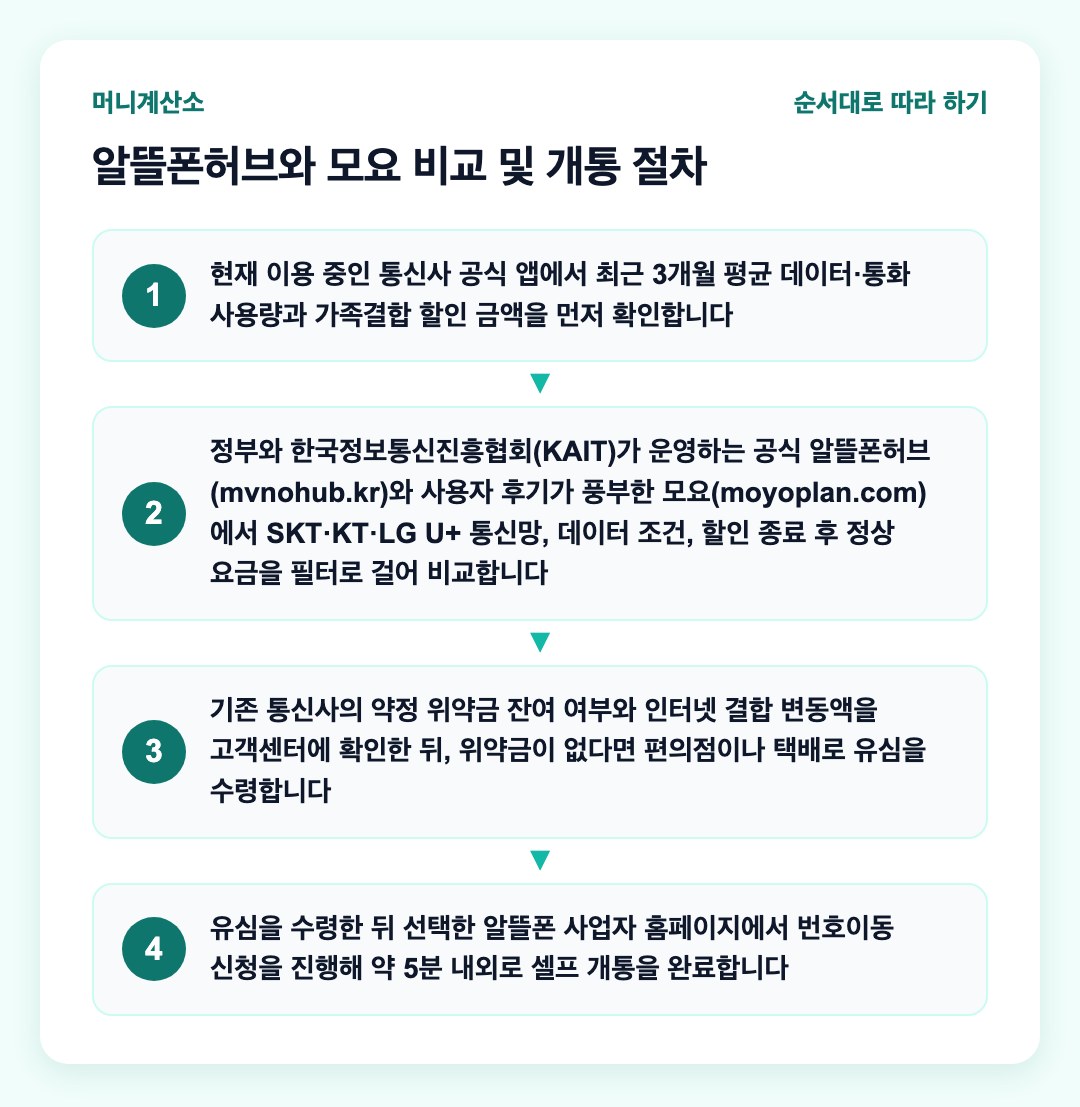 머니계산소
순서대로 따라 하기
알뜰폰허브와 모요 비교 및 개통 절차
1
현재 이용 중인 통신사 공식 앱에서 최근 3개월 평균 데이터·통화
사용량과 가족결합 할인 금액을 먼저 확인합니다
▼
2
정부와 한국정보통신진흥협회(KAIT)가 운영하는 공식 알뜰폰허브
(mvnohub.kr)와 사용자 후기가 풍부한 모요(moyoplan.com)
에서 SKT·KT·LG U+ 통신망, 데이터 조건, 할인 종료 후 정상
요금을 필터로 걸어 비교합니다
▼
3
기존 통신사의 약정 위약금 잔여 여부와 인터넷 결합 변동액을
고객센터에 확인한 뒤, 위약금이 없다면 편의점이나 택배로 유심을
수령합니다
▼
4
유심을 수령한 뒤 선택한 알뜰폰 사업자 홈페이지에서 번호이동
신청을 진행해 약 5분 내외로 셀프 개통을 완료합니다